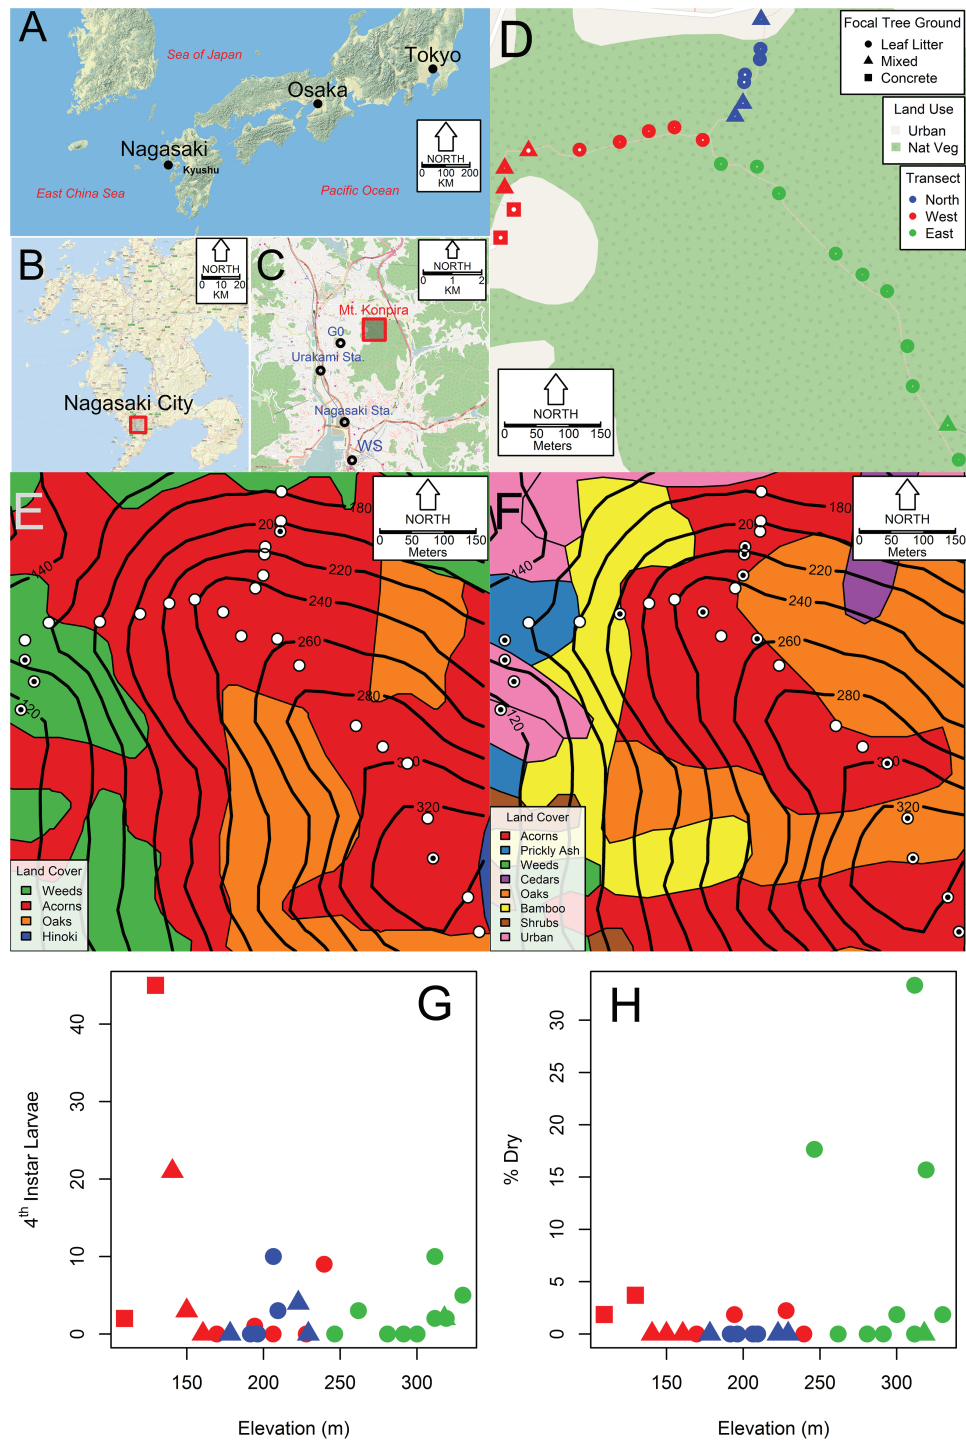 A
Sea of Japan
Tokyo
Osaka
Nagasaki
Kyushu
East China Sea
Pacific Ocean
NORTH
0 100 200
KM
B
NORTH
0 10 20
KM
Nagasaki City
C
NORTH
0 1 2
KM
Mt. Konpira
G0
Urakami Sta.
Nagasaki Sta.
WS
D
Focal Tree Ground
Leaf Litter
Mixed
Concrete
Land Use
Urban
Nat Veg
Transect
North
West
East
NORTH
0 50 100 150
Meters
E
NORTH
0 50 100 150
Meters
180
220
140
240
260
280
320
Land Cover
Weeds
Acorns
Oaks
Hinoki
F
NORTH
0 50 100 150
Meters
180
220
140
240
260
280
120
320
Land Cover
Acorns
Prickly Ash
Weeds
Cedars
Oaks
Bamboo
Shrubs
Urban
G
4th Instar Larvae
40
30
20
10
0
150 200 250 300
Elevation (m)
H
% Dry
30
25
20
15
10
5
0
150 200 250 300
Elevation (m)